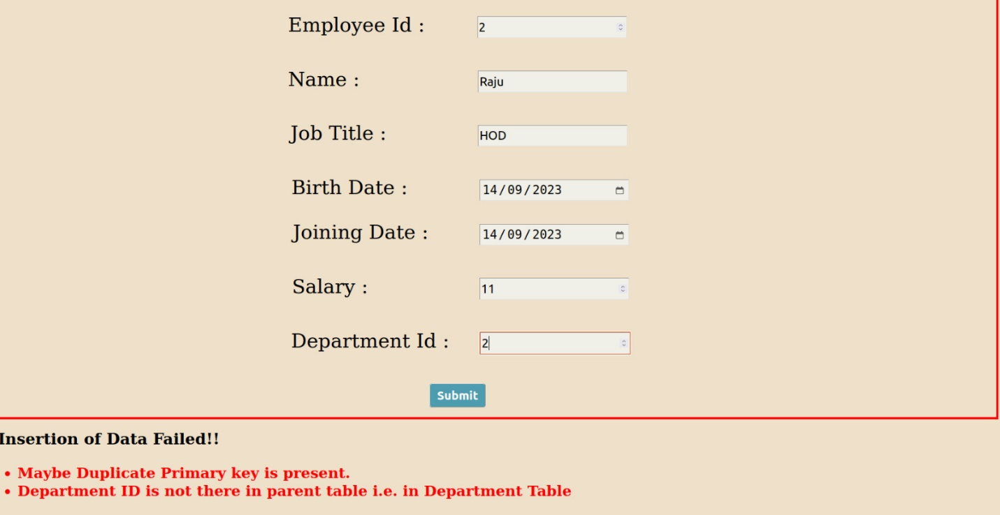 Employee Id : 2
Name : Raju
Job Title : HOD
Birth Date : 14/09/2023
Joining Date : 14/09/2023
Salary : 11
Department Id : 2
Submit
Insertion of Data Failed!!
• Maybe Duplicate Primary key is present.
• Department ID is not there in parent table i.e. in Department Table